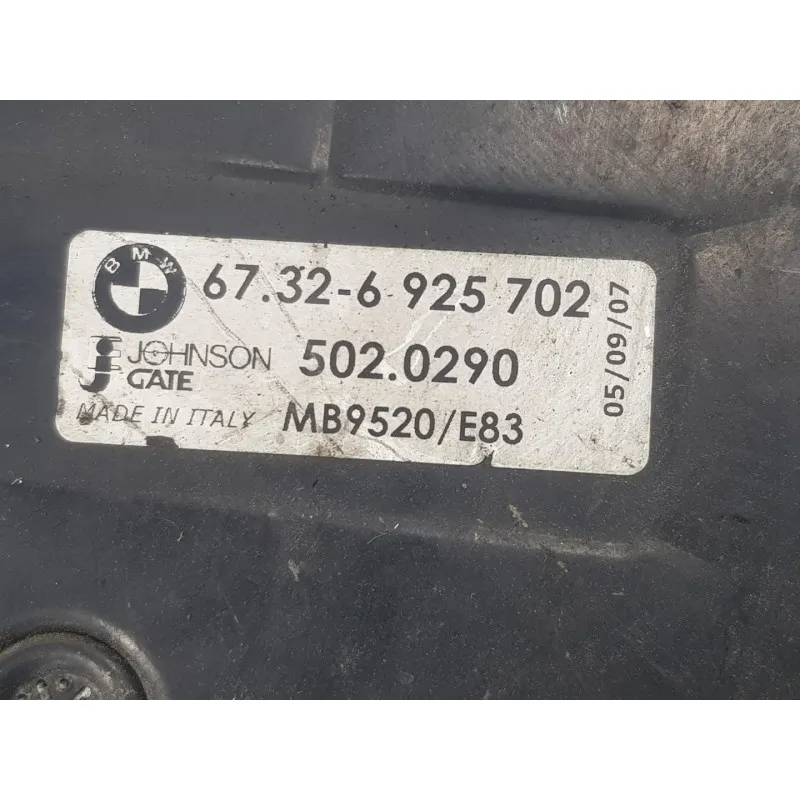 BMW 67.32-6 925 702
JOHNSON 502.0290
GATE
MADE IN ITALY MB9520/E83
05/09/07